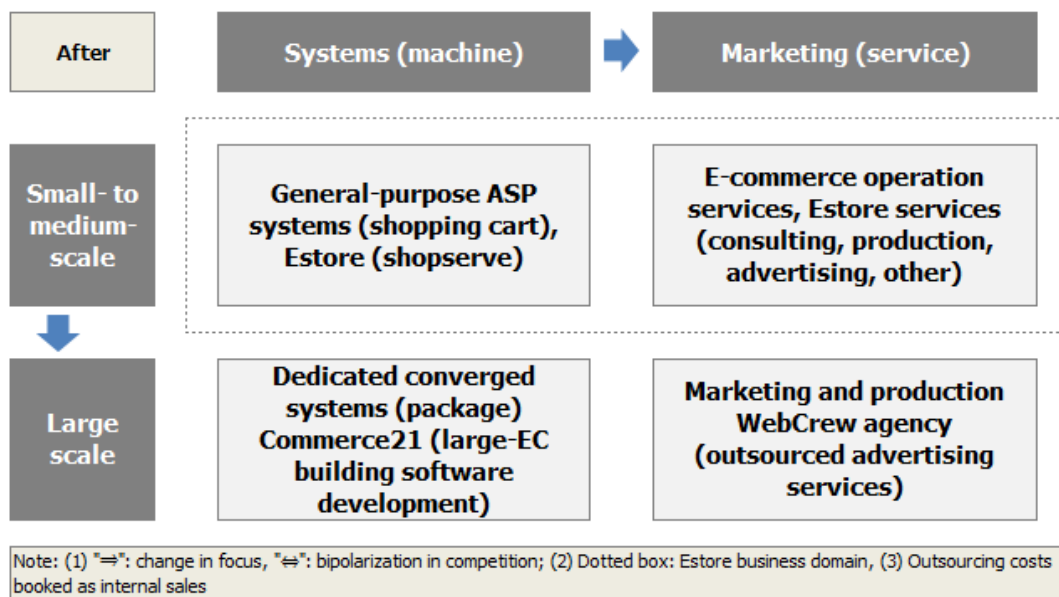 After
Systems (machine)
Marketing (service)
Small- to
medium-
scale
General-purpose ASP
systems (shopping cart),
Estore (shopserve)
E-commerce operation
services, Estore services
(consulting, production,
advertising, other)
Large
scale
Dedicated converged
systems (package)
Commerce21 (large-EC
building software
development)
Marketing and production
WebCrew agency
(outsourced advertising
services)
Note: (1) "⇒": change in focus, "⇔": bipolarization in competition; (2) Dotted box: Estore business domain, (3) Outsourcing costs
booked as internal sales